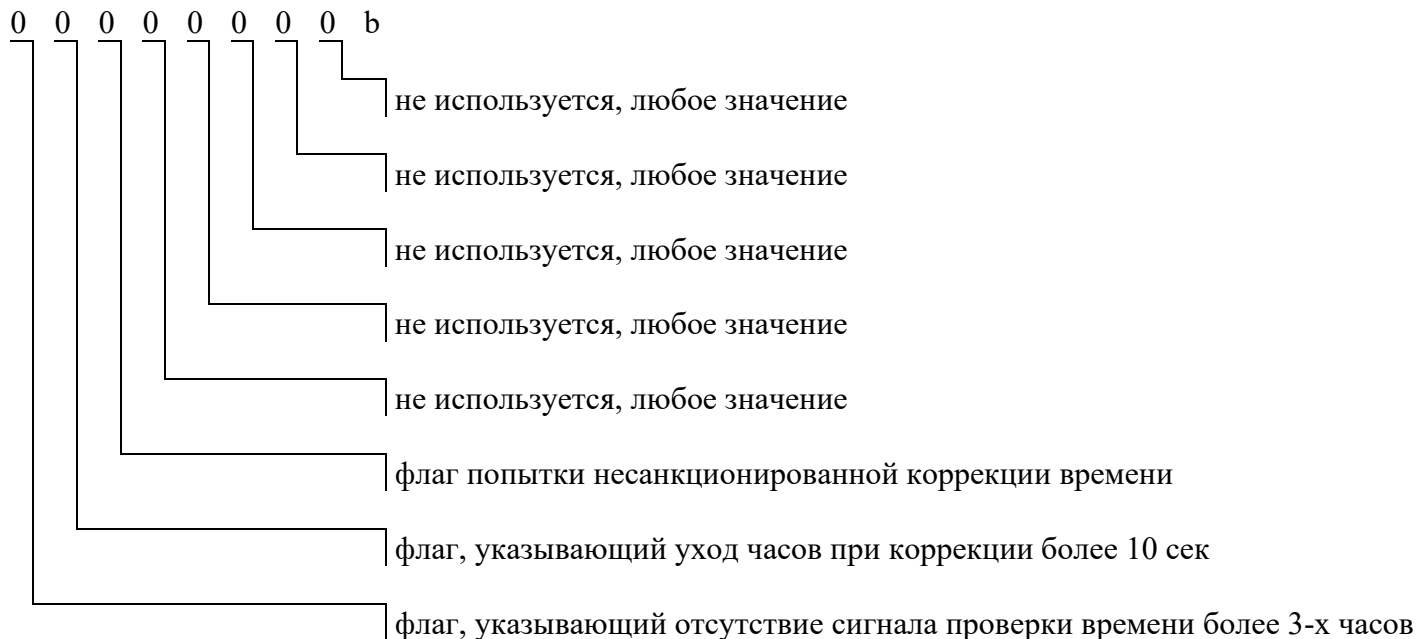 0 0 0 0 0 0 0 0 b
не используется, любое значение
не используется, любое значение
не используется, любое значение
не используется, любое значение
не используется, любое значение
флаг попытки несанкционированной коррекции времени
флаг, указывающий уход часов при коррекции более 10 сек
флаг, указывающий отсутствие сигнала проверки времени более 3-х часов